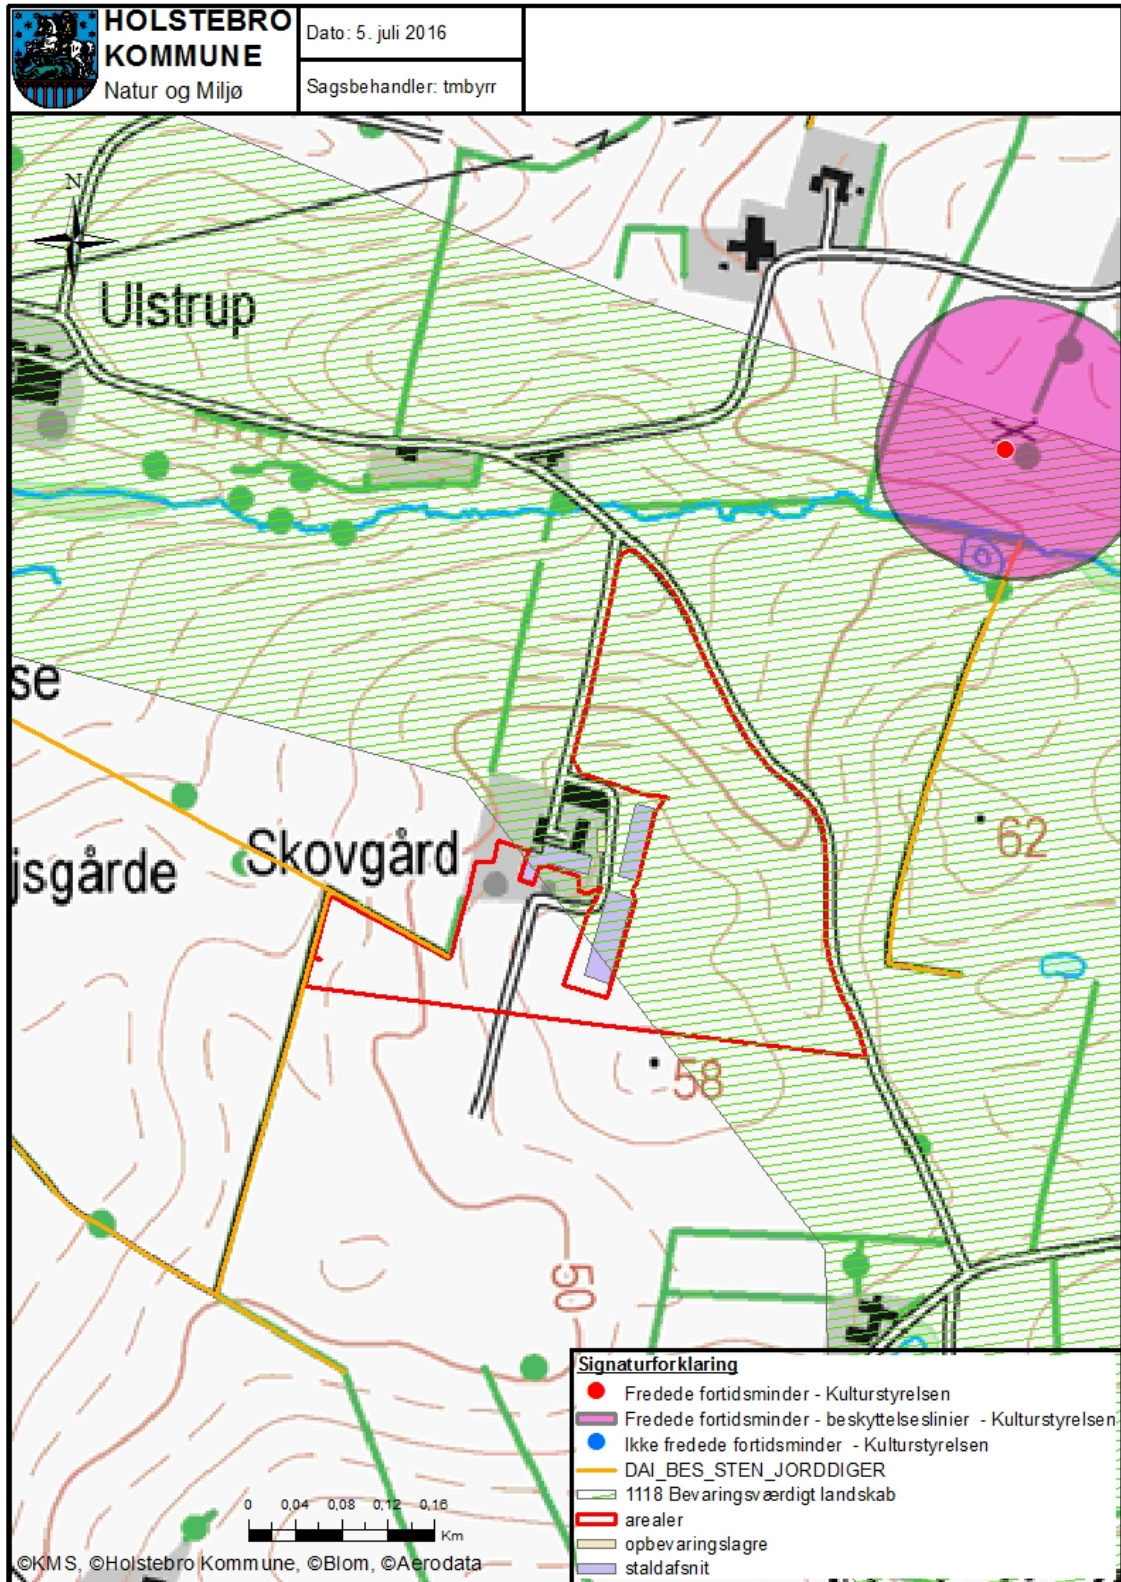 HOLSTEBRO
KOMMUNE
Natur og Miljø
Dato: 5. juli 2016
Sagsbehandler: tmbyrr
N
Ulstrup
se
Skovgård
jsgårde
62
58
50
Signaturforklaring
Fredede fortidsminder - Kulturstyrelsen
Fredede fortidsminder - beskyttelseslinier - Kulturstyrelsen
Ikke fredede fortidsminder - Kulturstyrelsen
DAI_BES_STEN_JORDDIGER
1118 Bevaringsværdigt landskab
arealer
opbevaringslagre
staldafsnit
0 0,04 0,08 0,12 0,16
Km
©KMS, ©Holstebro Kommune, ©Blom, ©Aerodata